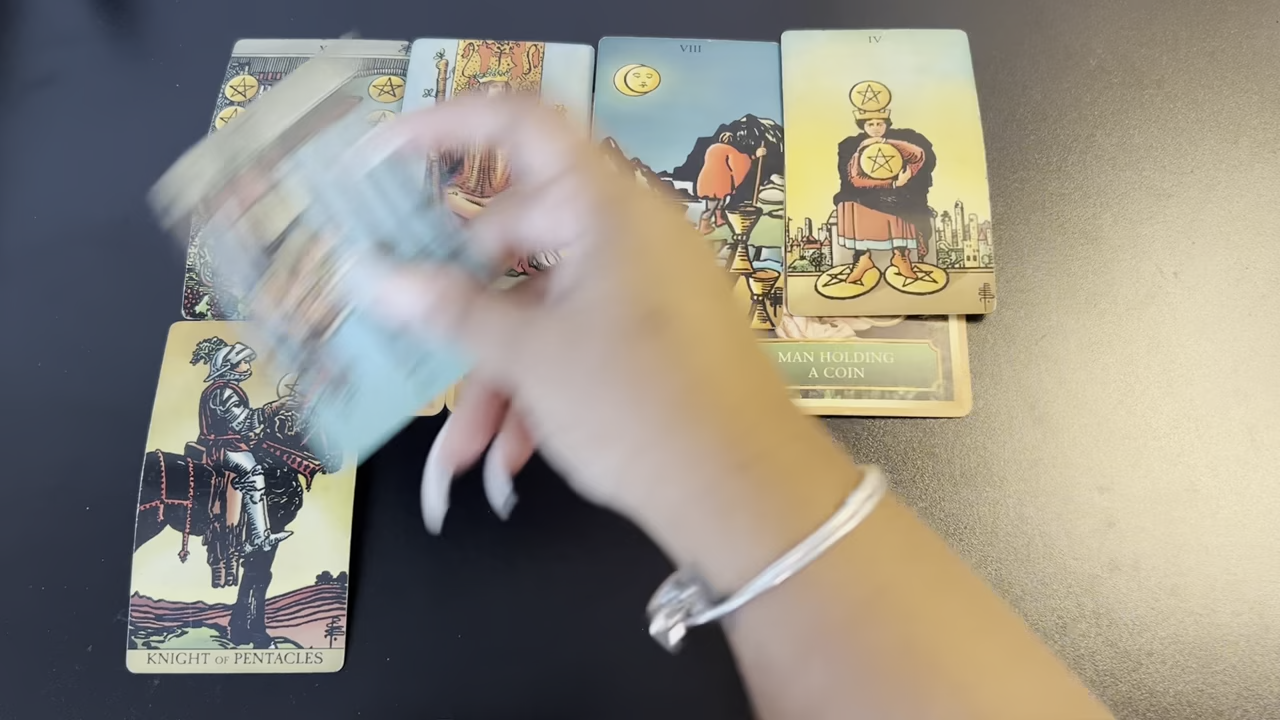 VIII
IV
MAN HOLDING
A COIN
KNIGHT OF PENTACLES